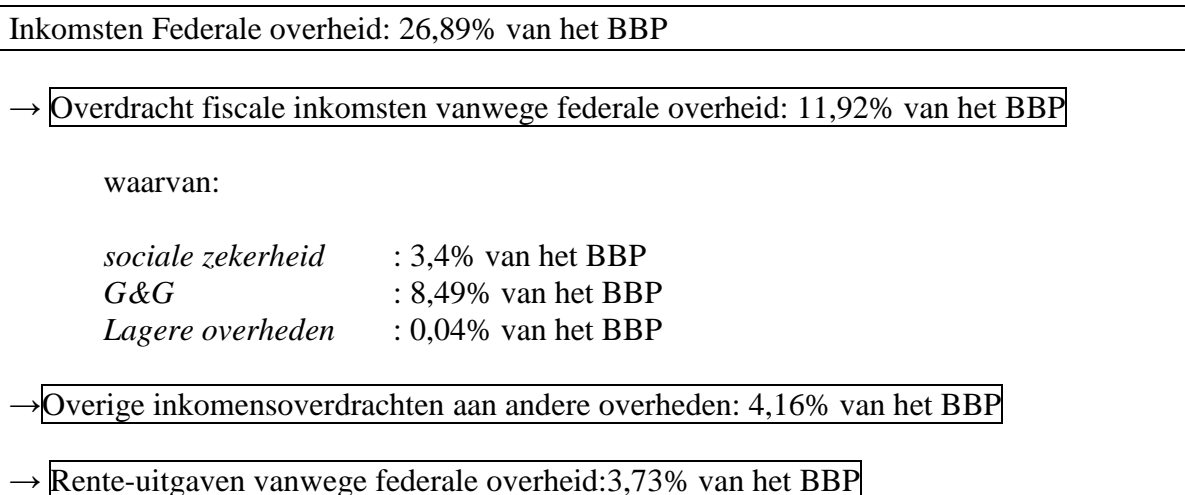 Inkomsten Federale overheid: 26,89% van het BBP
→ Overdracht fiscale inkomsten vanwege federale overheid: 11,92% van het BBP
waarvan:
sociale zekerheid : 3,4% van het BBP
G&G : 8,49% van het BBP
Lagere overheden : 0,04% van het BBP
→Overige inkomensoverdrachten aan andere overheden: 4,16% van het BBP
→ Rente-uitgaven vanwege federale overheid:3,73% van het BBP